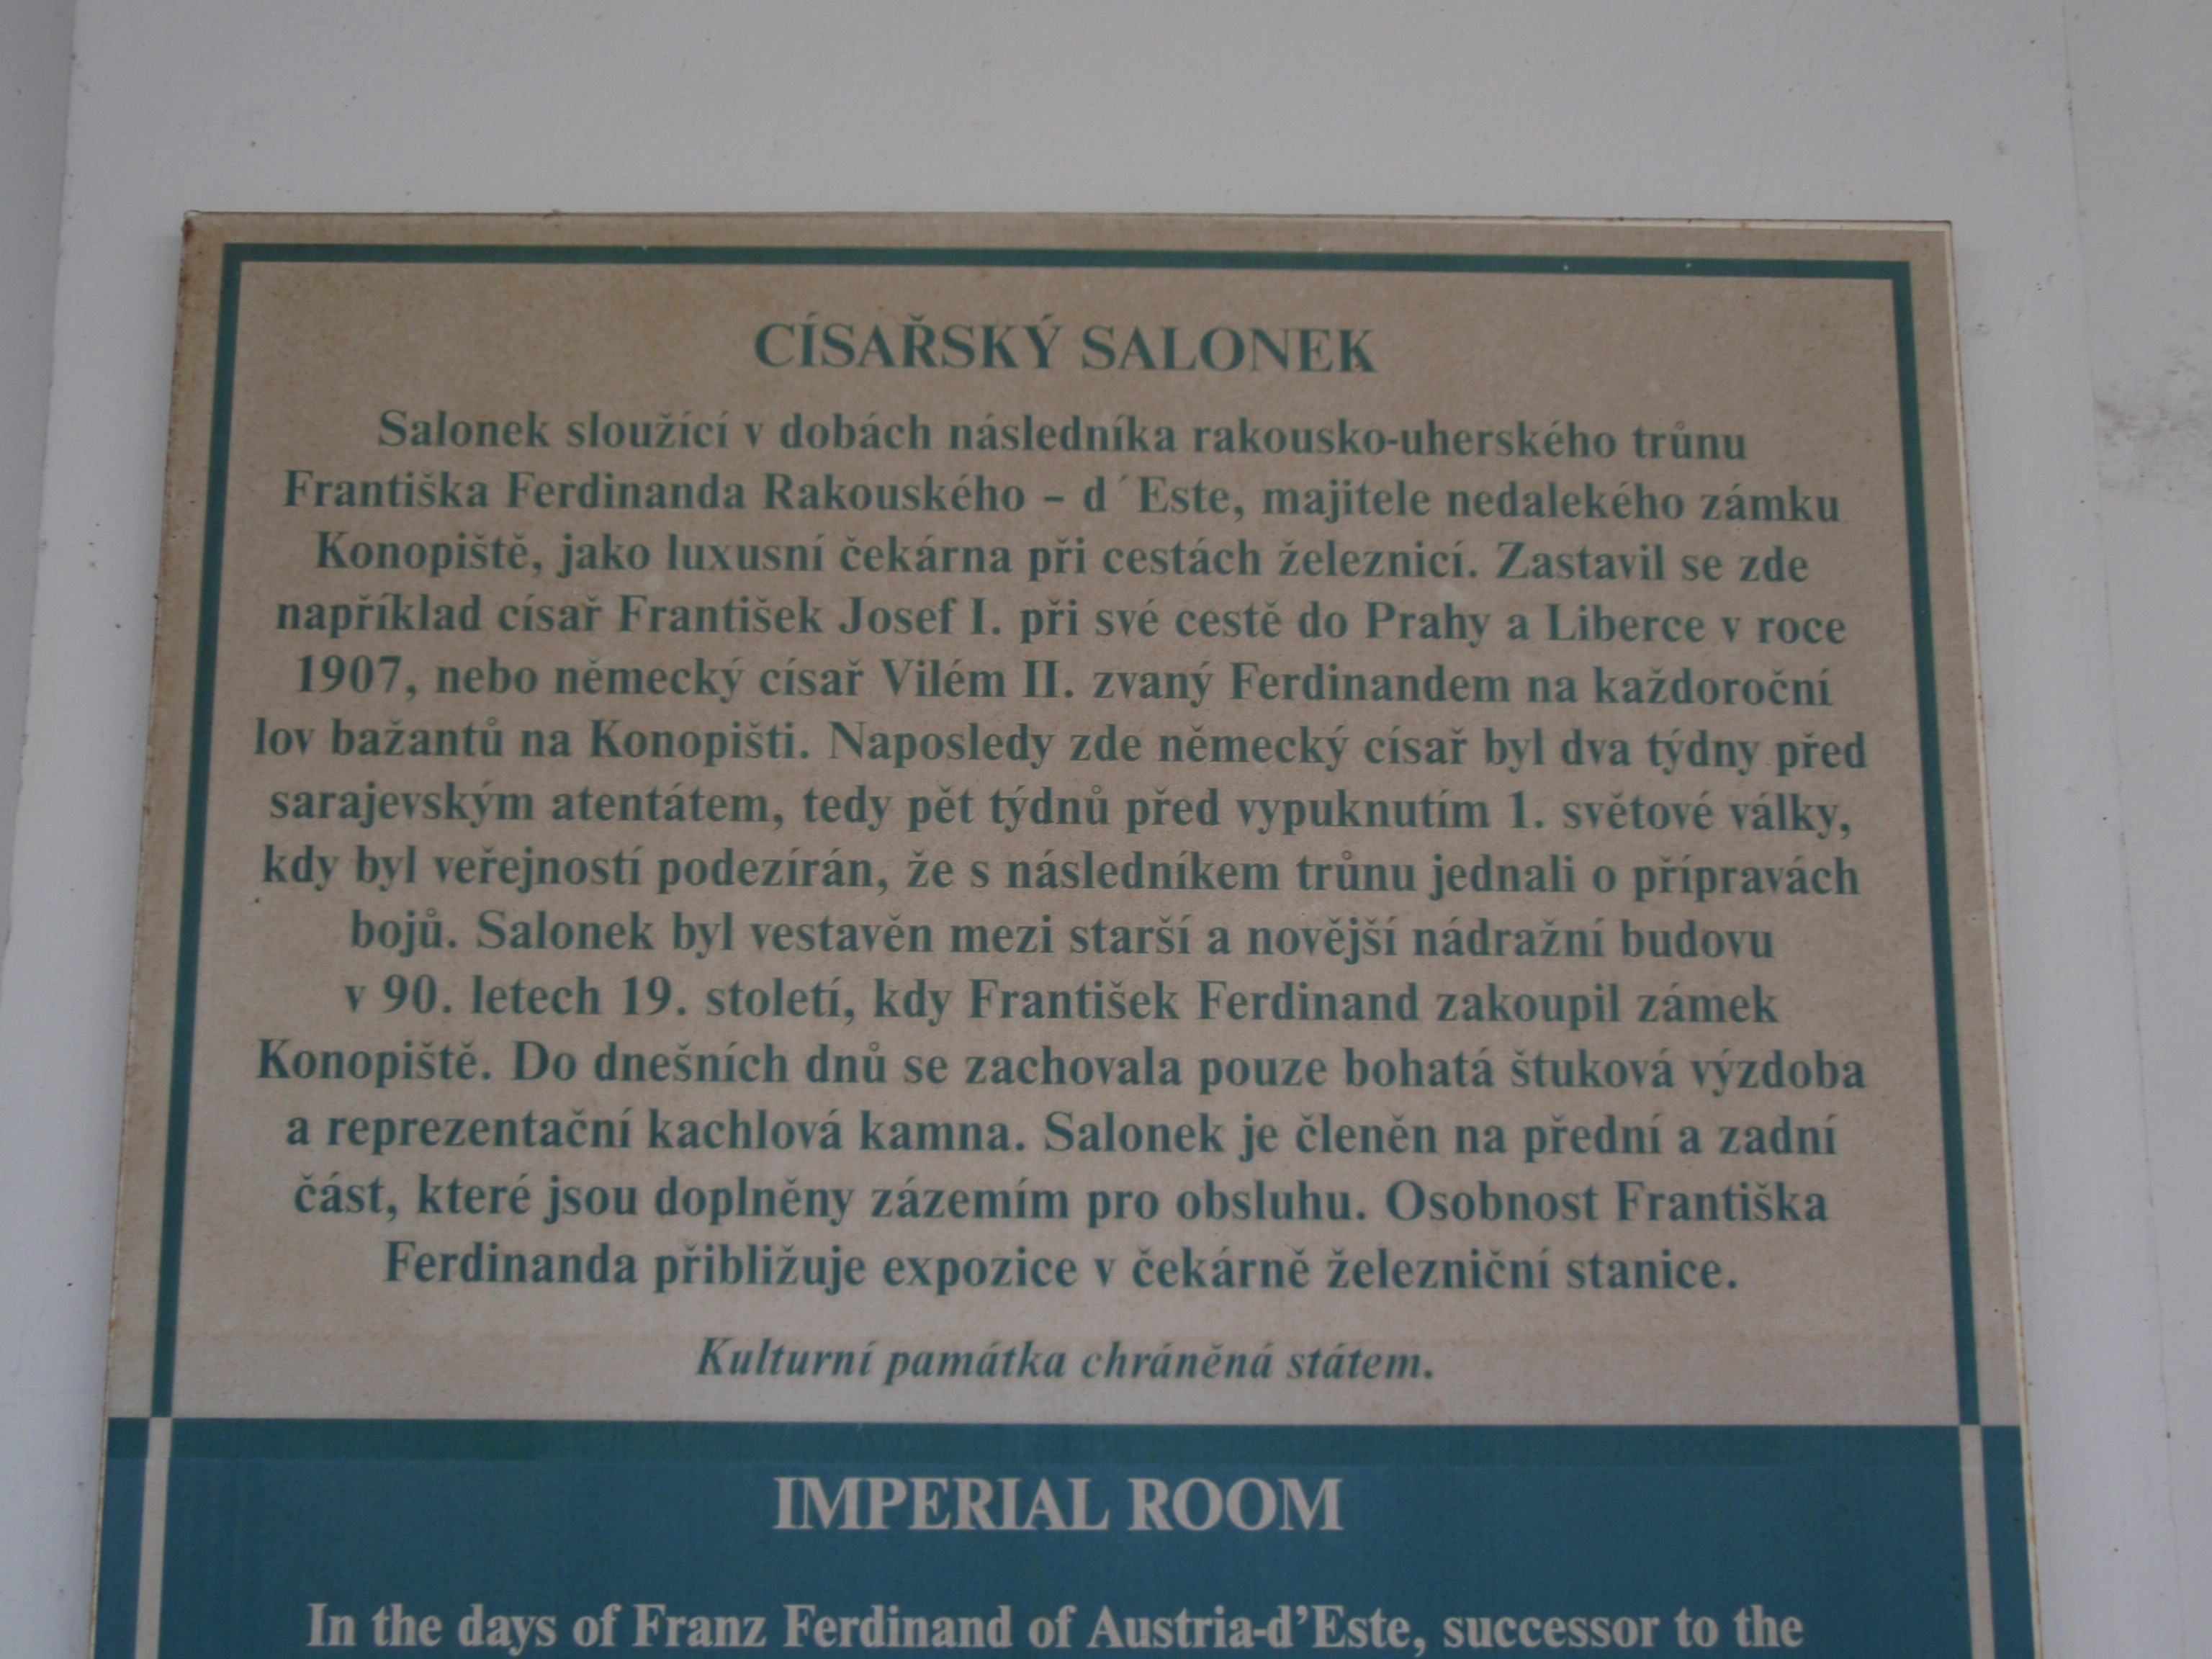 CÍSAŘSKÝ SALONEK
Salonek sloužící v dobách následníka rakousko-uherského trůnu
Františka Ferdinanda Rakouského – d´Este, majitele nedalekého zámku
Konopiště, jako luxusní čekárna při cestách železnicí. Zastavil se zde
například císař František Josef I. při své cestě do Prahy a Liberce v roce
1907, nebo německý císař Vilém II. zvaný Ferdinandem na každoroční
lov bažantů na Konopišti. Naposledy zde německý císař byl dva týdny před
sarajevským atentátem, tedy pět týdnů před vypuknutím 1. světové války,
kdy byl veřejností podezírán, že s následníkem trůnu jednali o přípravách
bojů. Salonek byl vestavěn mezi starší a novější nádražní budovu
v 90. letech 19. století, kdy František Ferdinand zakoupil zámek
Konopiště. Do dnešních dnů se zachovala pouze bohatá štuková výzdoba
a reprezentační kachlová kamna. Salonek je členěn na přední a zadní
část, které jsou doplněny zázemím pro obsluhu. Osobnost Františka
Ferdinanda přibližuje expozice v čekárně železniční stanice.
Kulturní památka chráněná státem.
IMPERIAL ROOM
In the days of Franz Ferdinand of Austria-d’Este, successor to the